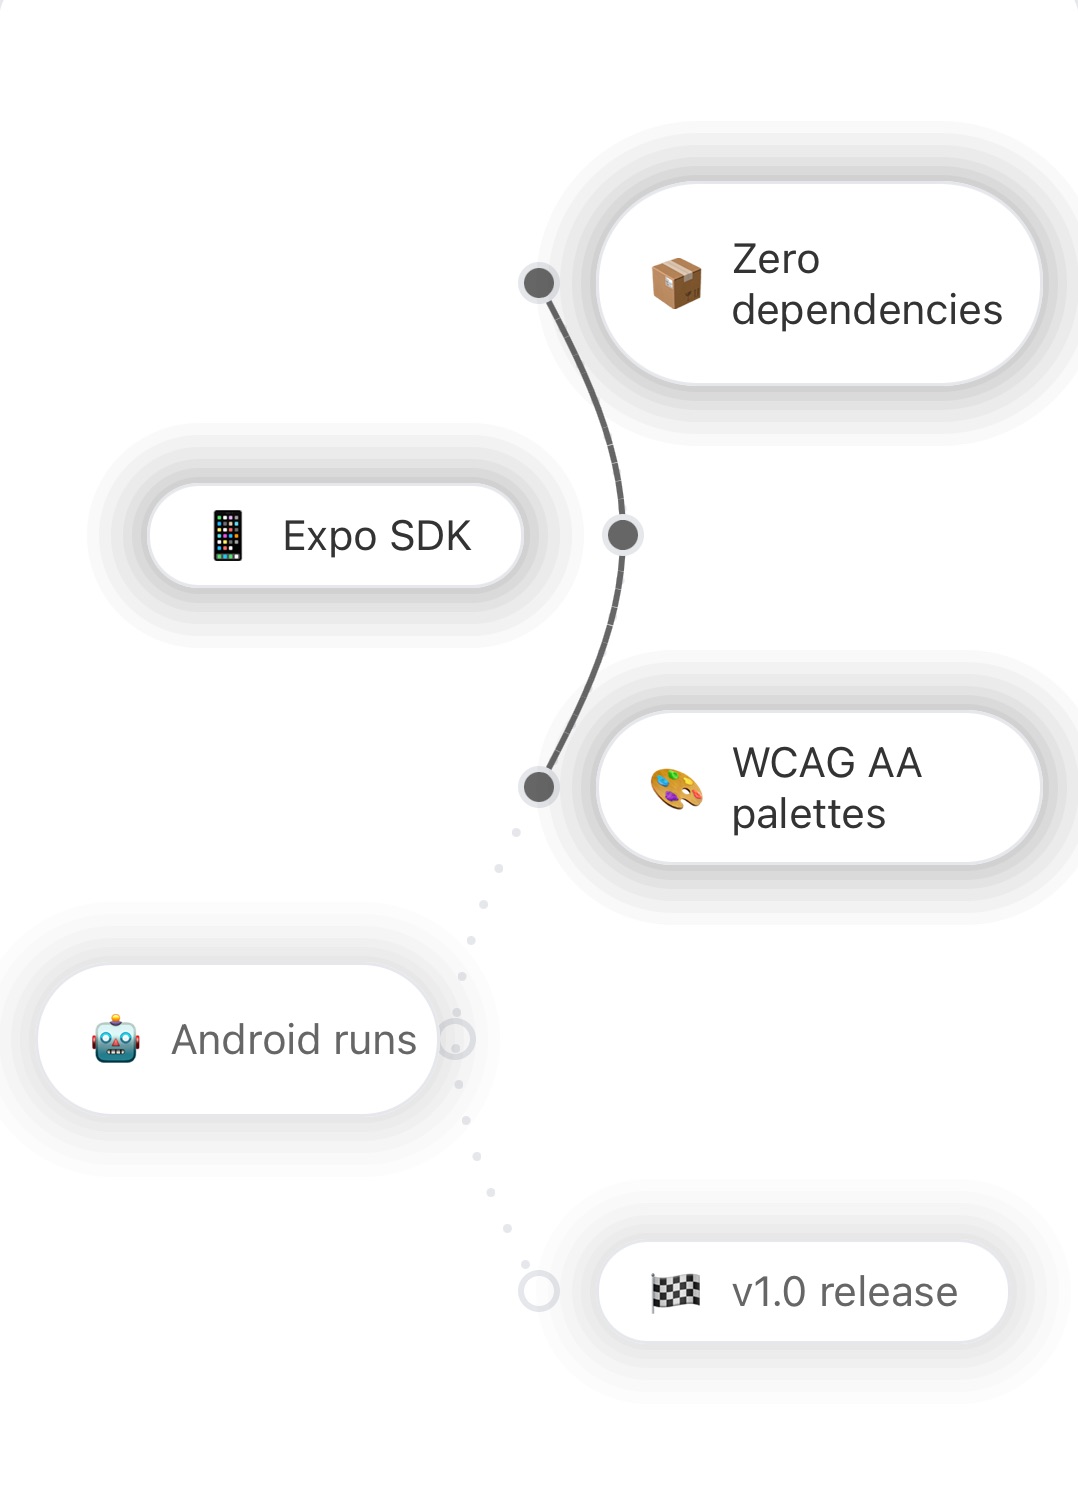 Zero
dependencies
Expo SDK
WCAG AA
palettes
Android runs
v1.0 release